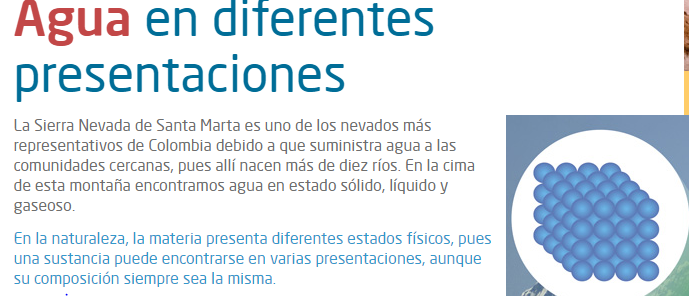 Agua en diferentes
presentaciones
La Sierra Nevada de Santa Marta es uno de los nevados más
representativos de Colombia debido a que suministra agua a las
comunidades cercanas, pues allí nacen más de diez ríos. En la cima
de esta montaña encontramos agua en estado sólido, líquido y
gaseoso.
En la naturaleza, la materia presenta diferentes estados físicos, pues
una sustancia puede encontrarse en varias presentaciones, aunque
su composición siempre sea la misma.